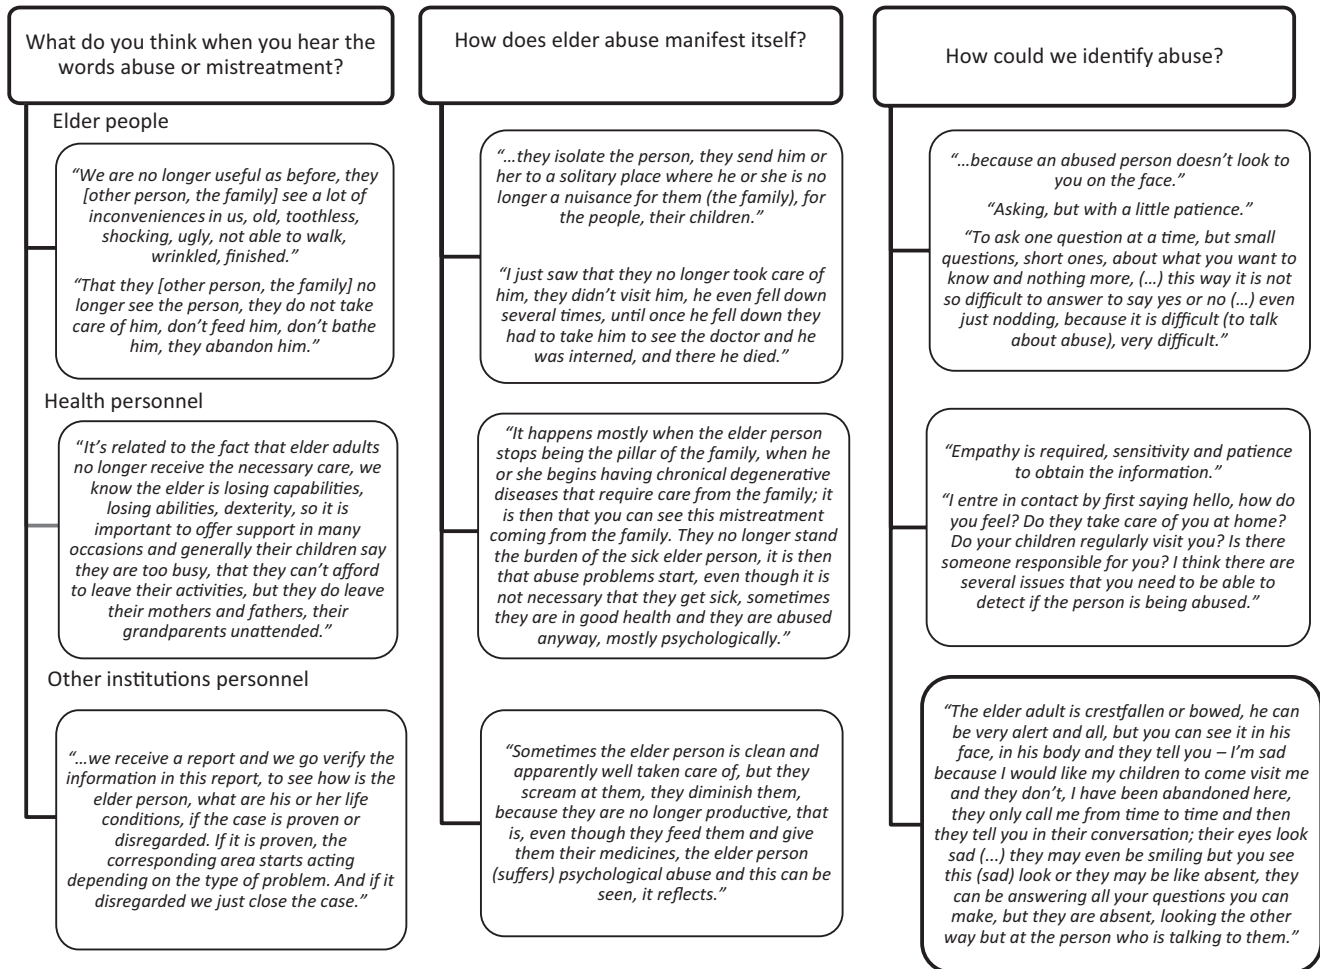 What do you think when you hear the
words abuse or mistreatment?
Elder people
“We are no longer useful as before, they
[other person, the family] see a lot of
inconveniences in us, old, toothless,
shocking, ugly, not able to walk,
wrinkled, finished.”
“That they [other person, the family] no
longer see the person, they do not take
care of him, don’t feed him, don’t bathe
him, they abandon him.”
Health personnel
“It’s related to the fact that elder adults
no longer receive the necessary care, we
know the elder is losing capabilities,
losing abilities, dexterity, so it is
important to offer support in many
occasions and generally their children say
they are too busy, that they can’t afford
to leave their activities, but they do leave
their mothers and fathers, their
grandparents unattended.”
Other institutions personnel
“...we receive a report and we go verify the
information in this report, to see how is the
elder person, what are his or her life
conditions, if the case is proven or
disregarded. If it is proven, the
corresponding area starts acting
depending on the type of problem. And if it
disregarded we just close the case.”
How does elder abuse manifest itself?
“...they isolate the person, they send him or
her to a solitary place where he or she is no
longer a nuisance for them (the family), for
the people, their children.”
“I just saw that they no longer took care of
him, they didn’t visit him, he even fell down
several times, until once he fell down they
had to take him to see the doctor and he
was interned, and there he died.”
“It happens mostly when the elder person
stops being the pillar of the family, when he
or she begins having chronical degenerative
diseases that require care from the family; it
is then that you can see this mistreatment
coming from the family. They no longer stand
the burden of the sick elder person, it is then
that abuse problems start, even though it is
not necessary that they get sick, sometimes
they are in good health and they are abused
anyway, mostly psychologically.”
“Sometimes the elder person is clean and
apparently well taken care of, but they
scream at them, they diminish them,
because they are no longer productive, that
is, even though they feed them and give
them their medicines, the elder person
(suffers) psychological abuse and this can be
seen, it reflects.”
How could we identify abuse?
“...because an abused person doesn’t look to
you on the face.”
“Asking, but with a little patience.”
“To ask one question at a time, but small
questions, short ones, about what you want to
know and nothing more, (...) this way it is not
so difficult to answer to say yes or no (...) even
just nodding, because it is difficult (to talk
about abuse), very difficult.”
“Empathy is required, sensitivity and patience
to obtain the information.”
“I entre in contact by first saying hello, how do
you feel? Do they take care of you at home?
Do your children regularly visit you? Is there
someone responsible for you? I think there are
several issues that you need to be able to
detect if the person is being abused.”
“The elder adult is crestfallen or bowed, he can
be very alert and all, but you can see it in his
face, in his body and they tell you – I’m sad
because I would like my children to come visit me
and they don’t, I have been abandoned here,
they only call me from time to time and then
they tell you in their conversation; their eyes look
sad (...) they may even be smiling but you see
this (sad) look or they may be like absent, they
can be answering all your questions you can
make, but they are absent, looking the other
way but at the person who is talking to them.”